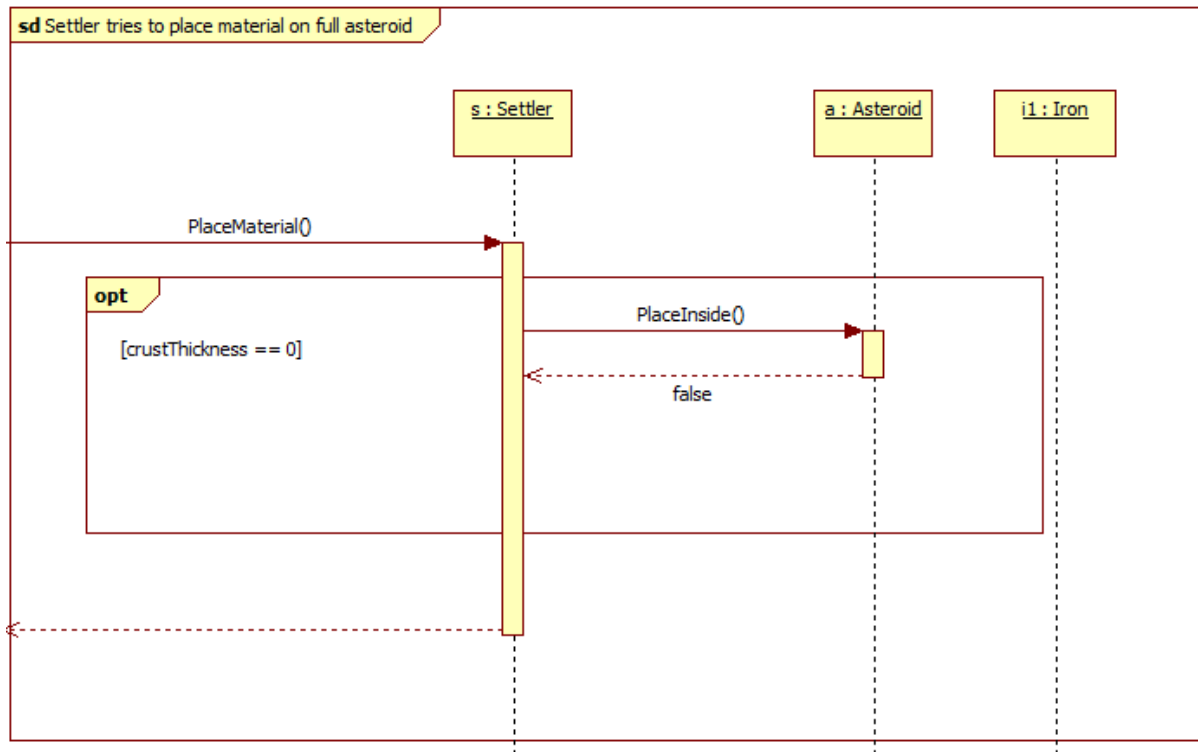 sd Settler tries to place material on full asteroid
s : Settler
a : Asteroid
i1 : Iron
PlaceMaterial()
opt
PlaceInside()
[crustThickness == 0]
false